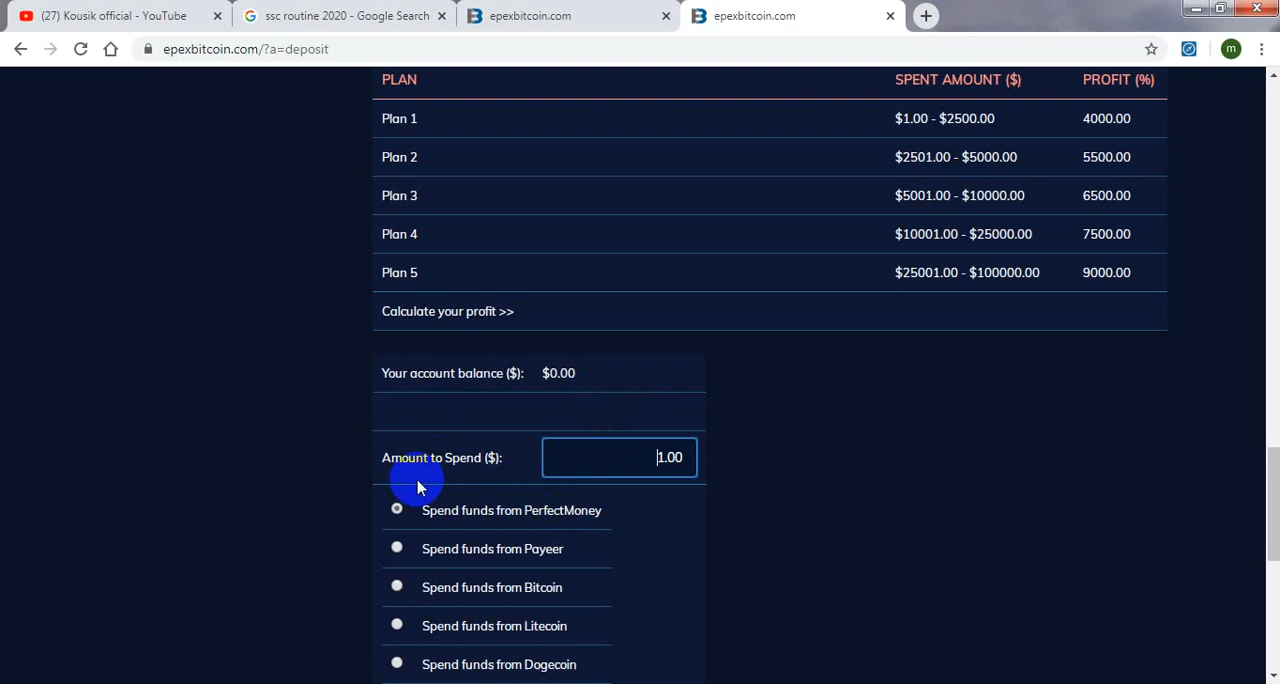 (27) Kousik official - YouTube
ssc routine 2020 - Google Search
epexbitcoin.com
epexbitcoin.com
epexbitcoin.com/?a=deposit
m
PLAN SPENT AMOUNT ($) PROFIT (%)
Plan 1 $1.00 - $2500.00 4000.00
Plan 2 $2501.00 - $5000.00 5500.00
Plan 3 $5001.00 - $10000.00 6500.00
Plan 4 $10001.00 - $25000.00 7500.00
Plan 5 $25001.00 - $100000.00 9000.00
Calculate your profit >>
Your account balance ($): $0.00
Amount to Spend ($): 1.00
Spend funds from PerfectMoney
Spend funds from Payeer
Spend funds from Bitcoin
Spend funds from Litecoin
Spend funds from Dogecoin